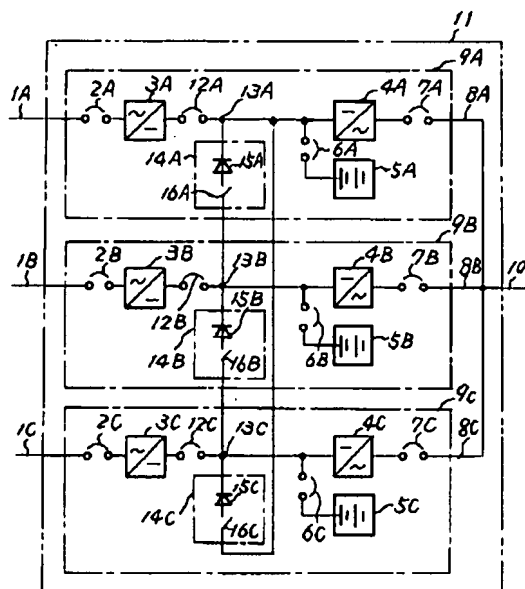 11
9A
1A 2A 3A 12A 13A 4A 7A 8A
14A 15A 6A 5A
16A
9B
1B 2B 3B 13B 4B 7B 8B 10
12B 15B
14B 16B 6B 5B
9C
1C 2C 3C 12C 13C 4C 7C 8C
14C 15C 6C 5C
16C